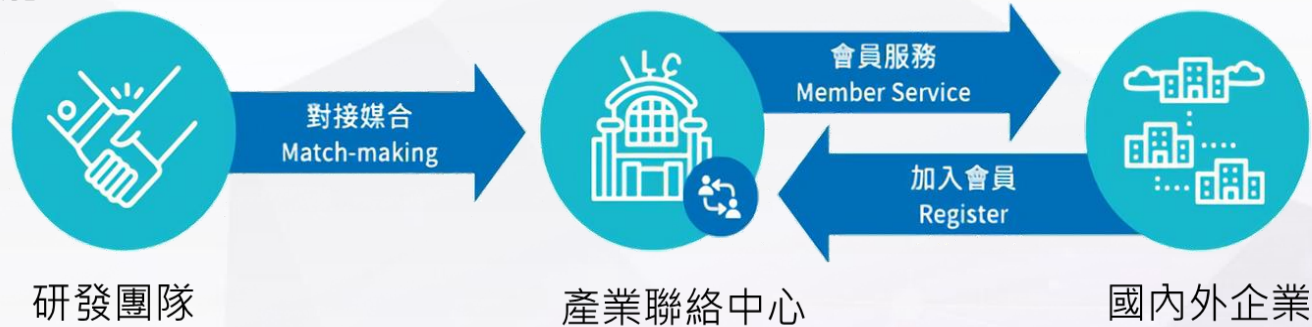 對接媒合
Match-making
會員服務
Member Service
加入會員
Register
研發團隊
產業聯絡中心
國內外企業